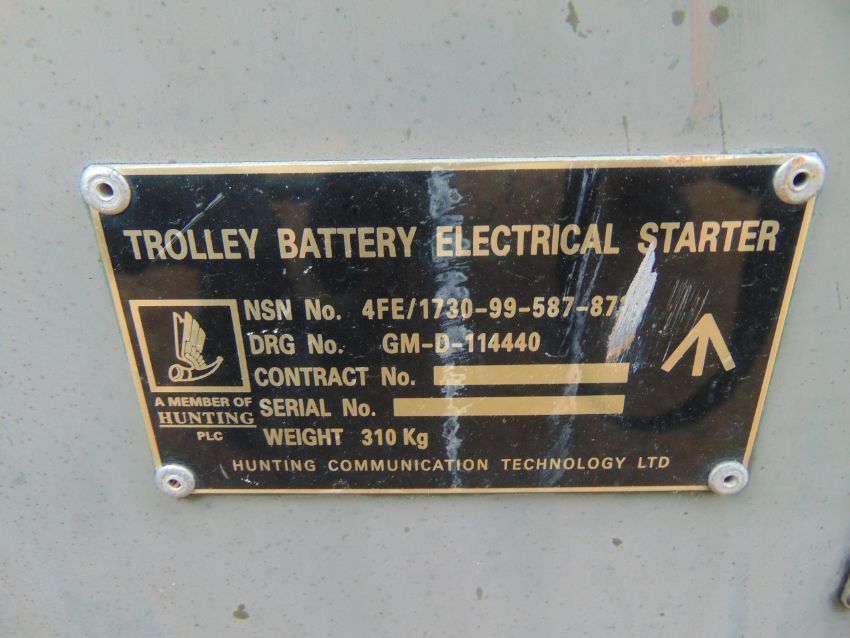 TROLLEY BATTERY ELECTRICAL STARTER
NSN No. 4FE/1730-99-587-87
DRG No. GM-D-114440
CONTRACT No.
SERIAL No.
WEIGHT 310 Kg
A MEMBER OF
HUNTING
PLC
HUNTING COMMUNICATION TECHNOLOGY LTD